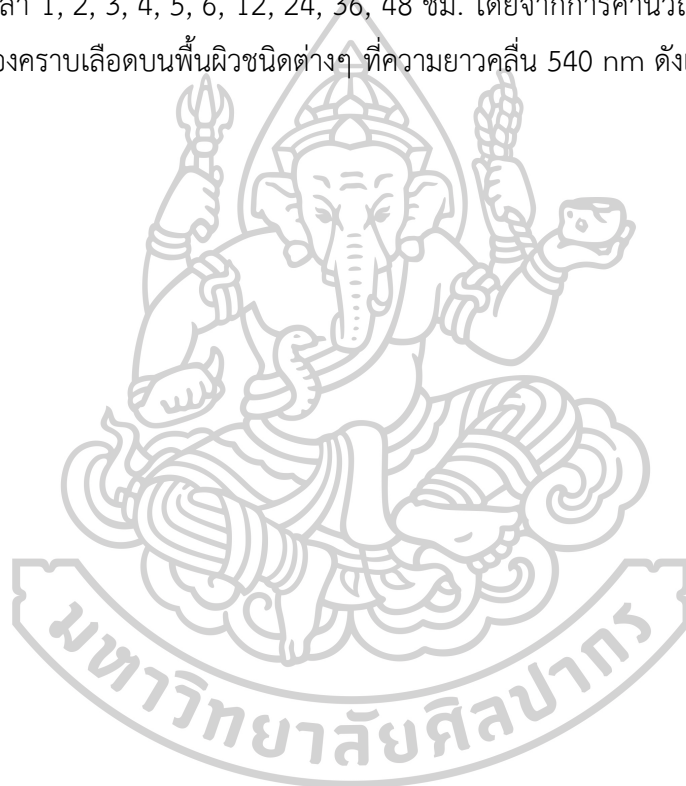 ลา 1, 2, 3, 4, 5, 6, 12, 24, 36, 48 ชม. โดยจากการคำนวณ
องคราบเลือดบนพื้นผิวชนิดต่างๆ ที่ความยาวคลื่น 540 nm ดัง
มหาวิทยาลัยศิลปากร